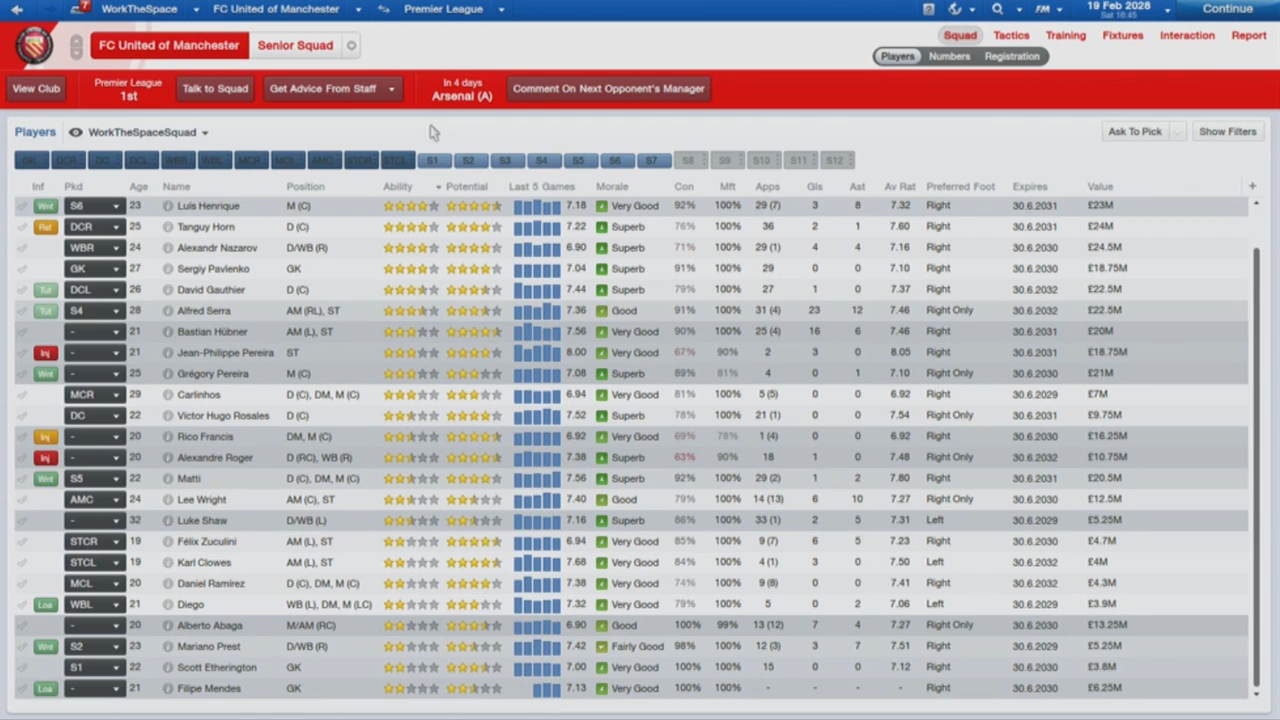 7 WorkTheSpace FC United of Manchester Premier League FM 19 Feb 2028 Sat 16:45 Continue
FC United of Manchester Senior Squad Squad Tactics Training Fixtures Interaction Report
Players Numbers Registration
View Club Premier League 1st Talk to Squad Get Advice From Staff In 4 days Arsenal (A) Comment On Next Opponent's Manager
Players WorkTheSpaceSquad Ask To Pick Show Filters
GK DCR DC DCL WBR WBL MCR MCL AMC STCR STCL S1 S2 S3 S4 S5 S6 S7 S8 S9 S10 S11 S12
Inf Pkd Age Name Position Ability Potential Last 5 Games Morale Con Mft Apps Gls Ast Av Rat Preferred Foot Expires Value
Wnt S6 23 Luis Henrique M (C) 7.18 Very Good 92% 100% 29 (7) 3 8 7.32 Right 30.6.2031 £23M
Rst DCR 25 Tanguy Horn D (C) 7.22 Superb 76% 100% 36 2 1 7.60 Right 30.6.2031 £24M
WBR 24 Alexandr Nazarov D/WB (R) 6.90 Superb 71% 100% 29 (1) 4 4 7.16 Right 30.6.2030 £24.5M
GK 27 Sergiy Pavlenko GK 7.04 Superb 91% 100% 29 0 0 7.10 Right 30.6.2030 £18.75M
Tut DCL 26 David Gauthier D (C) 7.44 Superb 79% 100% 27 1 0 7.37 Right 30.6.2032 £22.5M
Tut S4 28 Alfred Serra AM (RL), ST 7.36 Good 91% 100% 31 (4) 23 12 7.46 Right Only 30.6.2032 £22.5M
- 21 Bastian Hübner AM (L), ST 7.56 Very Good 90% 100% 25 (4) 16 6 7.46 Right 30.6.2031 £20M
Inj - 21 Jean-Philippe Pereira ST 8.00 Very Good 67% 90% 2 3 0 8.05 Right 30.6.2031 £18.75M
Wnt - 25 Grégory Pereira M (C) 7.08 Superb 89% 81% 4 0 1 7.10 Right Only 30.6.2030 £21M
MCR 29 Carlinhos D (C), DM, M (C) 6.94 Very Good 81% 100% 5 (5) 0 0 6.92 Right 30.6.2029 £7M
DC 22 Víctor Hugo Rosales D (C) 7.52 Superb 78% 100% 21 (1) 0 0 7.54 Right Only 30.6.2031 £9.75M
Inj - 20 Rico Francis DM, M (C) 6.92 Very Good 69% 78% 1 (4) 0 0 6.92 Right 30.6.2030 £16.25M
Inj - 20 Alexandre Roger D (RC), WB (R) 7.38 Superb 63% 90% 18 1 0 7.48 Right Only 30.6.2032 £10.75M
Wnt S5 22 Matti D (C), DM, M (C) 7.56 Superb 92% 100% 29 (2) 1 2 7.80 Right 30.6.2031 £20.5M
AMC 24 Lee Wright AM (C), ST 7.40 Good 79% 100% 14 (13) 6 10 7.27 Right Only 30.6.2032 £12.5M
- 32 Luke Shaw D/WB (L) 7.16 Superb 86% 100% 33 (1) 2 5 7.31 Left 30.6.2029 £5.25M
STCR 19 Félix Zuculini AM (L), ST 6.94 Very Good 85% 100% 9 (7) 6 5 7.23 Right 30.6.2029 £4.7M
STCL 19 Karl Clowes AM (L), ST 7.68 Very Good 84% 100% 4 (1) 3 0 7.50 Left 30.6.2032 £4M
MCL 20 Daniel Ramírez D (C), DM, M (C) 7.38 Very Good 74% 100% 9 (8) 0 0 7.41 Right 30.6.2032 £4.3M
Loa WBL 21 Diego WB (L), DM, M (LC) 7.32 Very Good 79% 100% 5 0 2 7.06 Left 30.6.2029 £3.9M
- 20 Alberto Abaga M/AM (RC) 6.90 Good 100% 99% 13 (12) 7 4 7.27 Right Only 30.6.2030 £13.25M
Wnt S2 23 Mariano Prest D/WB (R) 7.42 Fairly Good 98% 100% 12 (3) 3 7 7.51 Right 30.6.2029 £5.25M
S1 22 Scott Etherington GK 7.00 Very Good 100% 100% 15 0 0 7.12 Right 30.6.2030 £3.8M
Loa - 21 Filipe Mendes GK 7.13 Very Good 100% 100% - - - - Right 30.6.2030 £6.25M